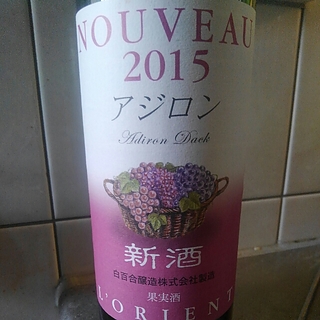 NOUVEAU
2015
アジロン
Adiron Dack
新酒
白百合醸造株式会社製造
果実酒
L'ORIENT